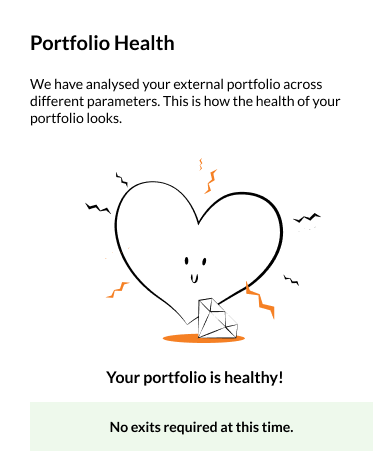 Portfolio Health
We have analysed your external portfolio across
different parameters. This is how the health of your
portfolio looks.
Your portfolio is healthy!
No exits required at this time.